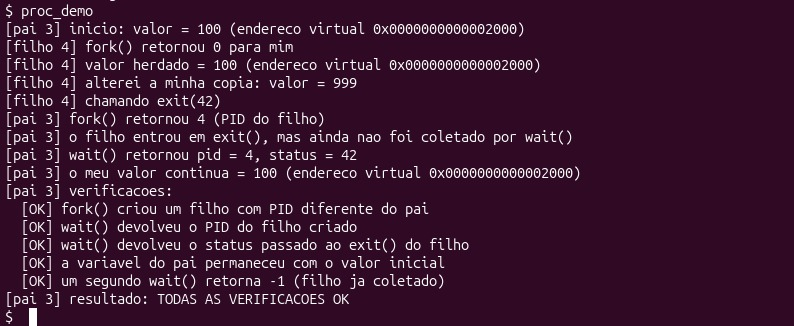 $ proc_demo
[pai 3] inicio: valor = 100 (endereco virtual 0x0000000000002000)
[filho 4] fork() retornou 0 para mim
[filho 4] valor herdado = 100 (endereco virtual 0x0000000000002000)
[filho 4] alterei a minha copia: valor = 999
[filho 4] chamando exit(42)
[pai 3] fork() retornou 4 (PID do filho)
[pai 3] o filho entrou em exit(), mas ainda nao foi coletado por wait()
[pai 3] wait() retornou pid = 4, status = 42
[pai 3] o meu valor continua = 100 (endereco virtual 0x0000000000002000)
[pai 3] verificacoes:
  [OK] fork() criou um filho com PID diferente do pai
  [OK] wait() devolveu o PID do filho criado
  [OK] wait() devolveu o status passado ao exit() do filho
  [OK] a variavel do pai permaneceu com o valor inicial
  [OK] um segundo wait() retorna -1 (filho ja coletado)
[pai 3] resultado: TODAS AS VERIFICACOES OK
$